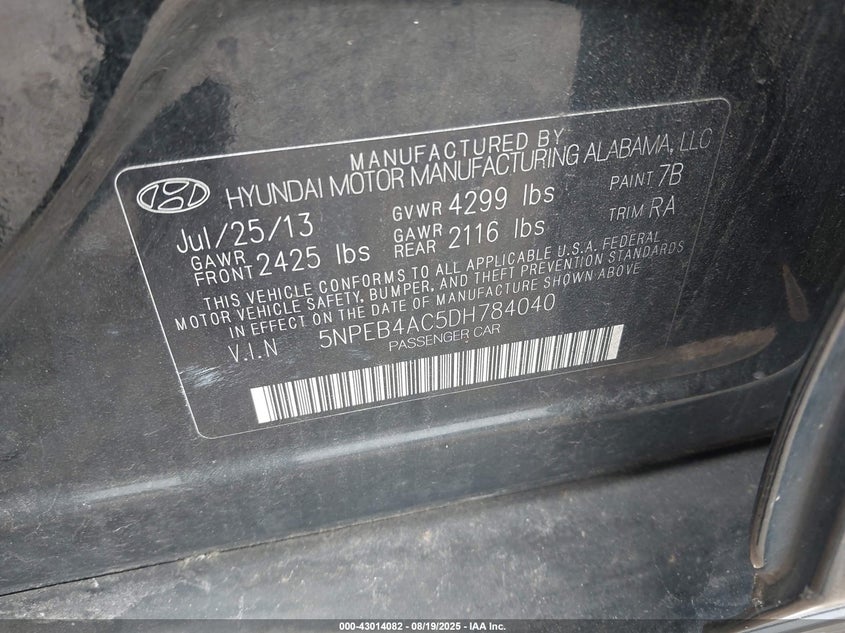 MANUFACTURED BY
HYUNDAI MOTOR MANUFACTURING ALABAMA, LLC
Jul/25/13 GVWR 4299 lbs PAINT 7B
GAWR FRONT 2425 lbs GAWR REAR 2116 lbs TRIM RA
THIS VEHICLE CONFORMS TO ALL APPLICABLE U.S.A. FEDERAL
MOTOR VEHICLE SAFETY, BUMPER, AND THEFT PREVENTION STANDARDS
IN EFFECT ON THE DATE OF MANUFACTURE SHOWN ABOVE
V.I.N 5NPEB4AC5DH784040
PASSENGER CAR
000-43014082 - 08/19/2025 - IAA Inc.